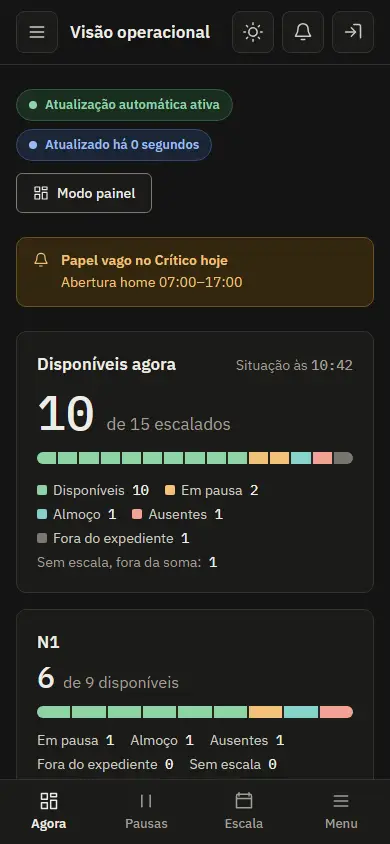 Visão operacional
Atualização automática ativa
Atualizado há 0 segundos
Modo painel
Papel vago no Crítico hoje
Abertura home 07:00–17:00
Disponíveis agora
Situação às 10:42
10 de 15 escalados
Disponíveis 10 Em pausa 2
Almoço 1 Ausentes 1
Fora do expediente 1
Sem escala, fora da soma: 1
N1
6 de 9 disponíveis
Em pausa 1 Almoço 1 Ausentes 1
Fora do expediente 0 Sem escala 0
Agora Pausas Escala Menu